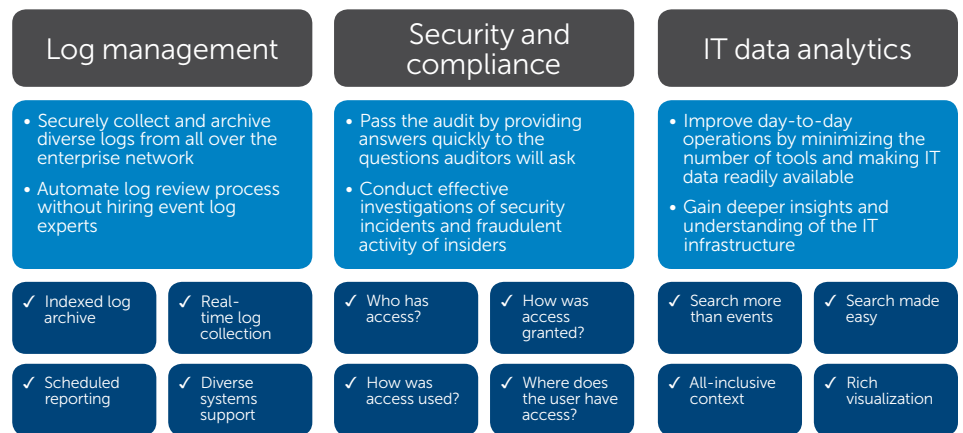 Log management
Security and
compliance
IT data analytics
• Securely collect and archive
diverse logs from all over the
enterprise network
• Automate log review process
without hiring event log
experts
• Pass the audit by providing
answers quickly to the
questions auditors will ask
• Conduct effective
investigations of security
incidents and fraudulent
activity of insiders
• Improve day-to-day
operations by minimizing the
number of tools and making IT
data readily available
• Gain deeper insights and
understanding of the IT
infrastructure
✓ Indexed log
archive
✓ Real-
time log
collection
✓ Who has
access?
✓ How was
access
granted?
✓ Search more
than events
✓ Search made
easy
✓ Scheduled
reporting
✓ Diverse
systems
support
✓ How was
access used?
✓ Where does
the user have
access?
✓ All-inclusive
context
✓ Rich
visualization